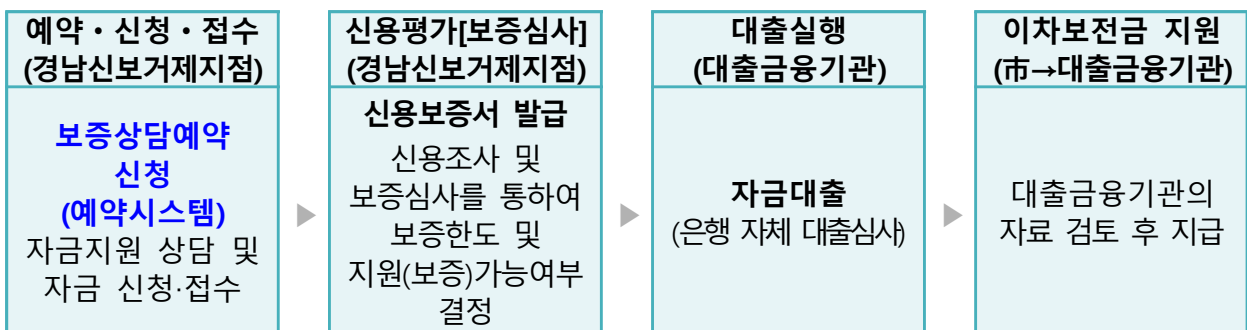 예약・신청・접수
(경남신보거제지점)
보증상담예약
신청
(예약시스템)
자금지원 상담 및
자금 신청·접수
▶
신용평가[보증심사]
(경남신보거제지점)
신용보증서 발급
신용조사 및
보증심사를 통하여
보증한도 및
지원(보증)가능여부
결정
▶
대출실행
(대출금융기관)
자금대출
(은행 자체 대출심사)
▶
이차보전금 지원
(市→대출금융기관)
대출금융기관의
자료 검토 후 지급